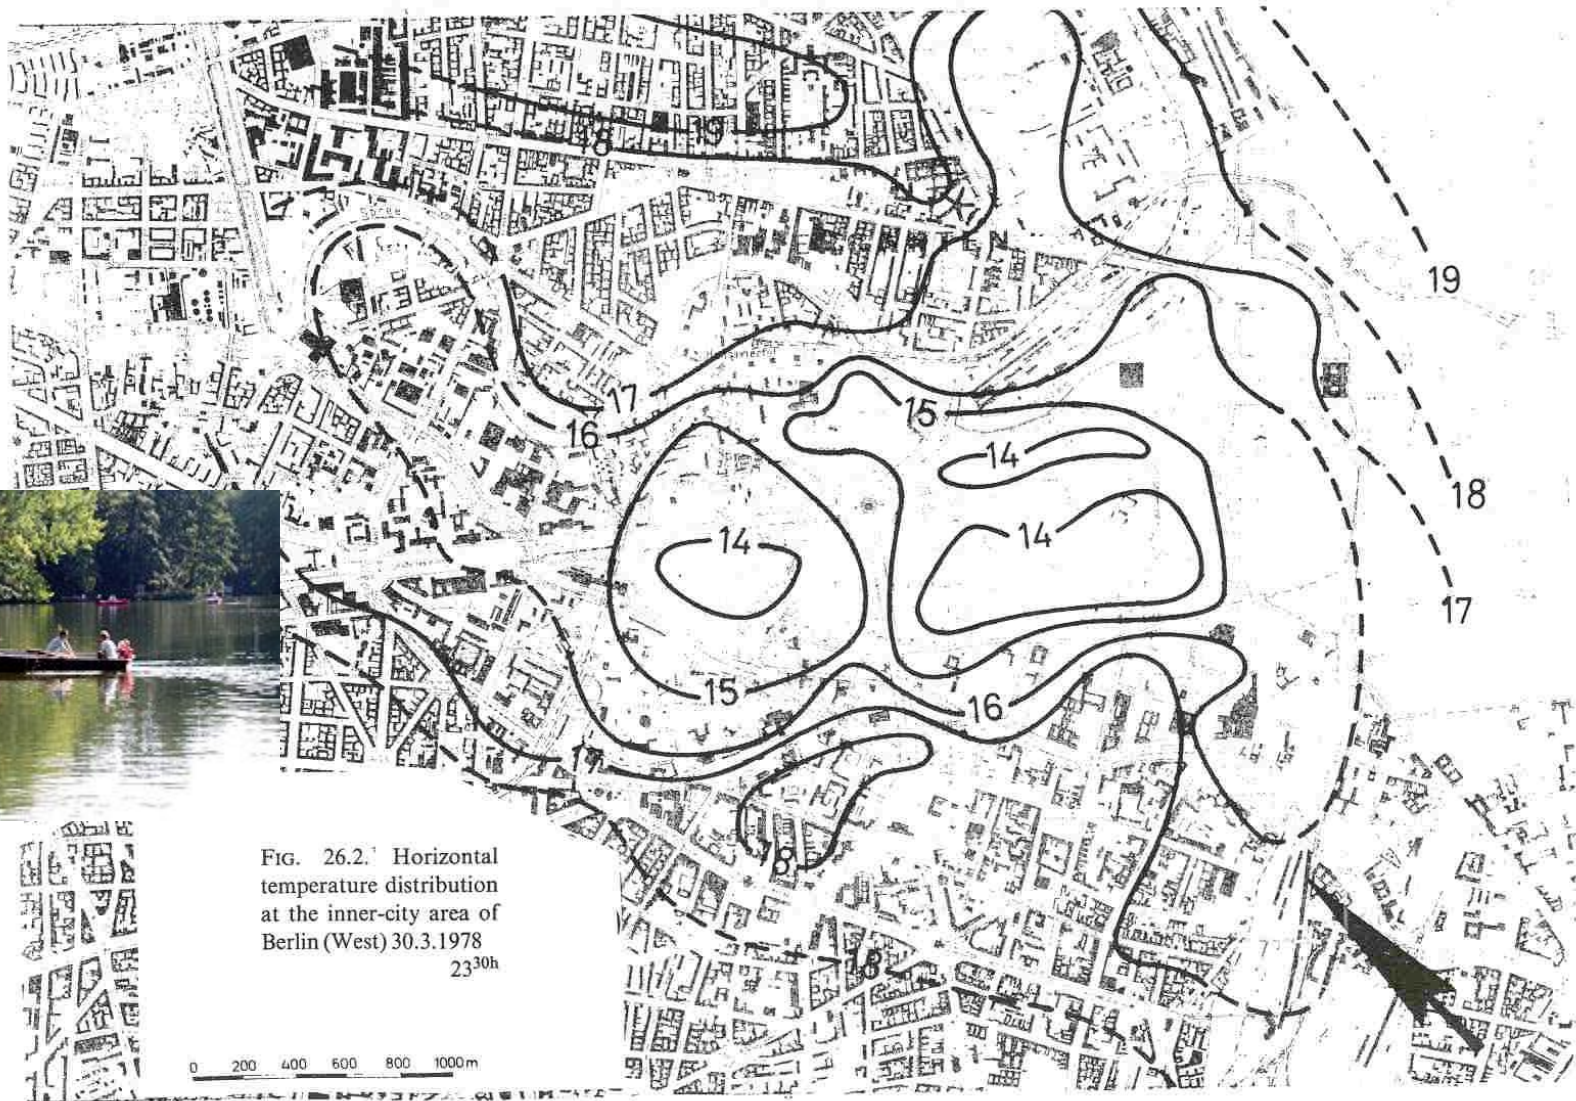 19
18
17
19
18
Spree
17
16
15
14
14
14
15
16
17
18
18
FIG. 26.2. Horizontal
temperature distribution
at the inner-city area of
Berlin (West) 30.3.1978
23³⁰ʰ
0 200 400 600 800 1000m